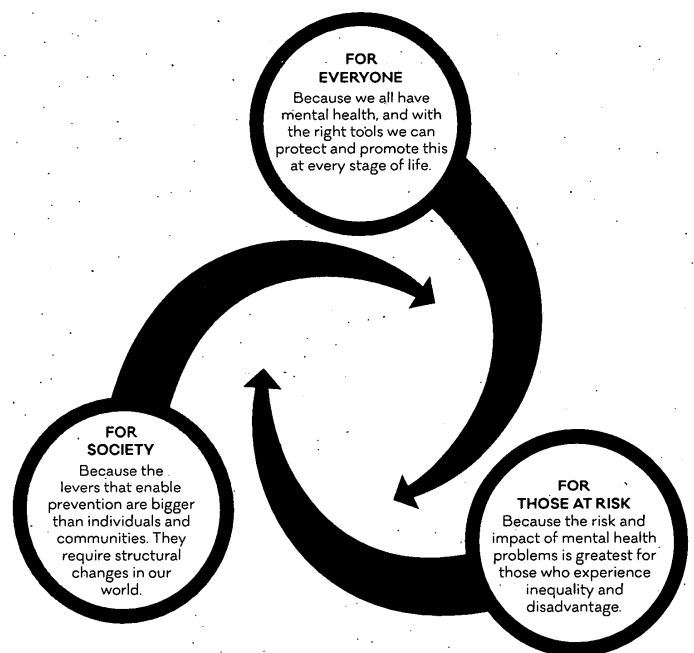 FOR
EVERYONE
Because we all have
mental health, and with
the right tools we can
protect and promote this
at every stage of life.
FOR
SOCIETY
Because the
levers that enable
prevention are bigger
than individuals and
communities. They
require structural
changes in our
world.
FOR
THOSE AT RISK
Because the risk and
impact of mental health
problems is greatest for
those who experience
inequality and
disadvantage.